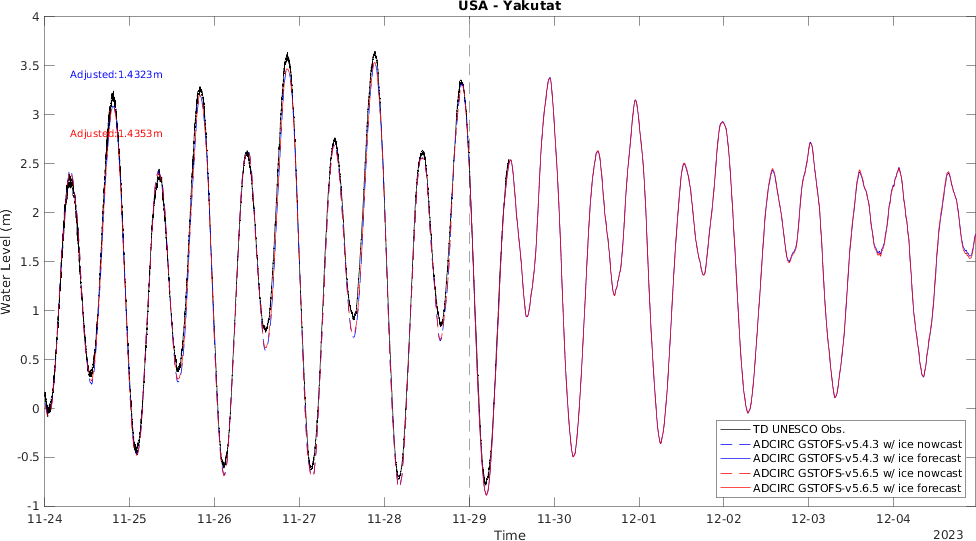 USA - Yakutat
4
3.5
3
2.5
2
1.5
1
0.5
0
-0.5
-1
Water Level (m)
Adjusted:1.4323m
Adjusted:1.4353m
TD UNESCO Obs.
ADCIRC GSTOFS-v5.4.3 w/ ice nowcast
ADCIRC GSTOFS-v5.4.3 w/ ice forecast
ADCIRC GSTOFS-v5.6.5 w/ ice nowcast
ADCIRC GSTOFS-v5.6.5 w/ ice forecast
11-24 11-25 11-26 11-27 11-28 11-29 11-30 12-01 12-02 12-03 12-04
Time
2023